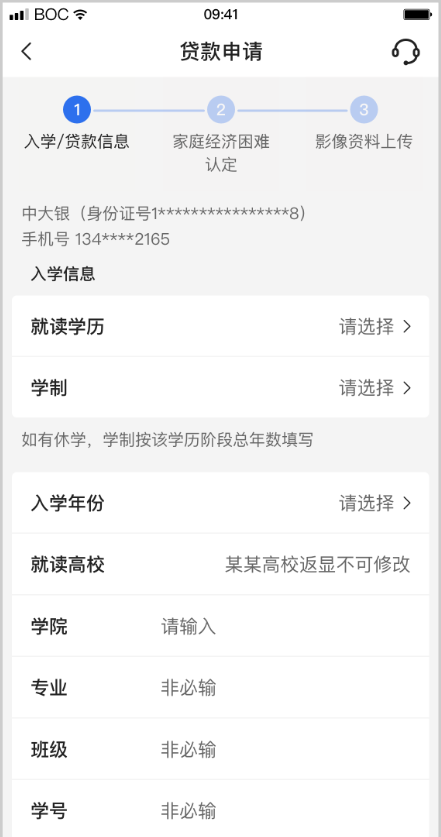 BOC 09:41
贷款申请
1 2 3
入学/贷款信息 家庭经济困难 影像资料上传
认定
中大银（身份证号1****************8）
手机号 134****2165
入学信息
就读学历 请选择
学制 请选择
如有休学，学制按该学历阶段总年数填写
入学年份 请选择
就读高校 某某高校返显不可修改
学院 请输入
专业 非必输
班级 非必输
学号 非必输